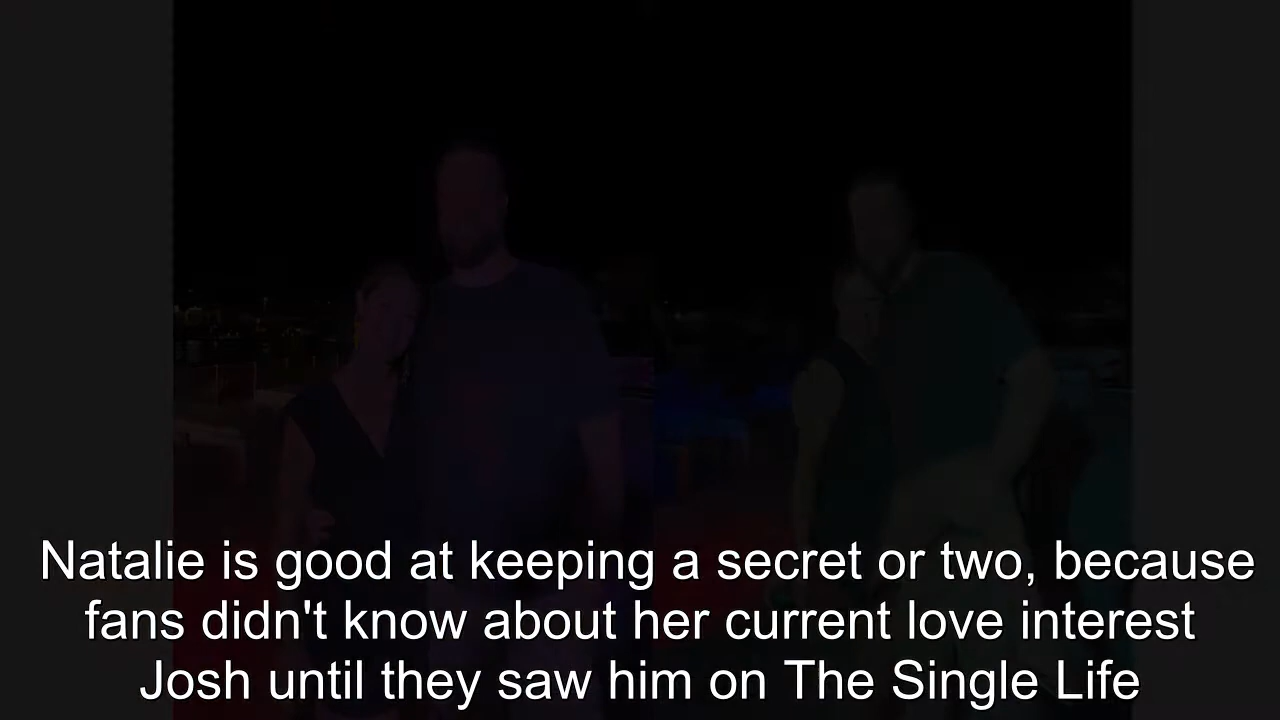 Natalie is good at keeping a secret or two, because
fans didn't know about her current love interest
Josh until they saw him on The Single Life